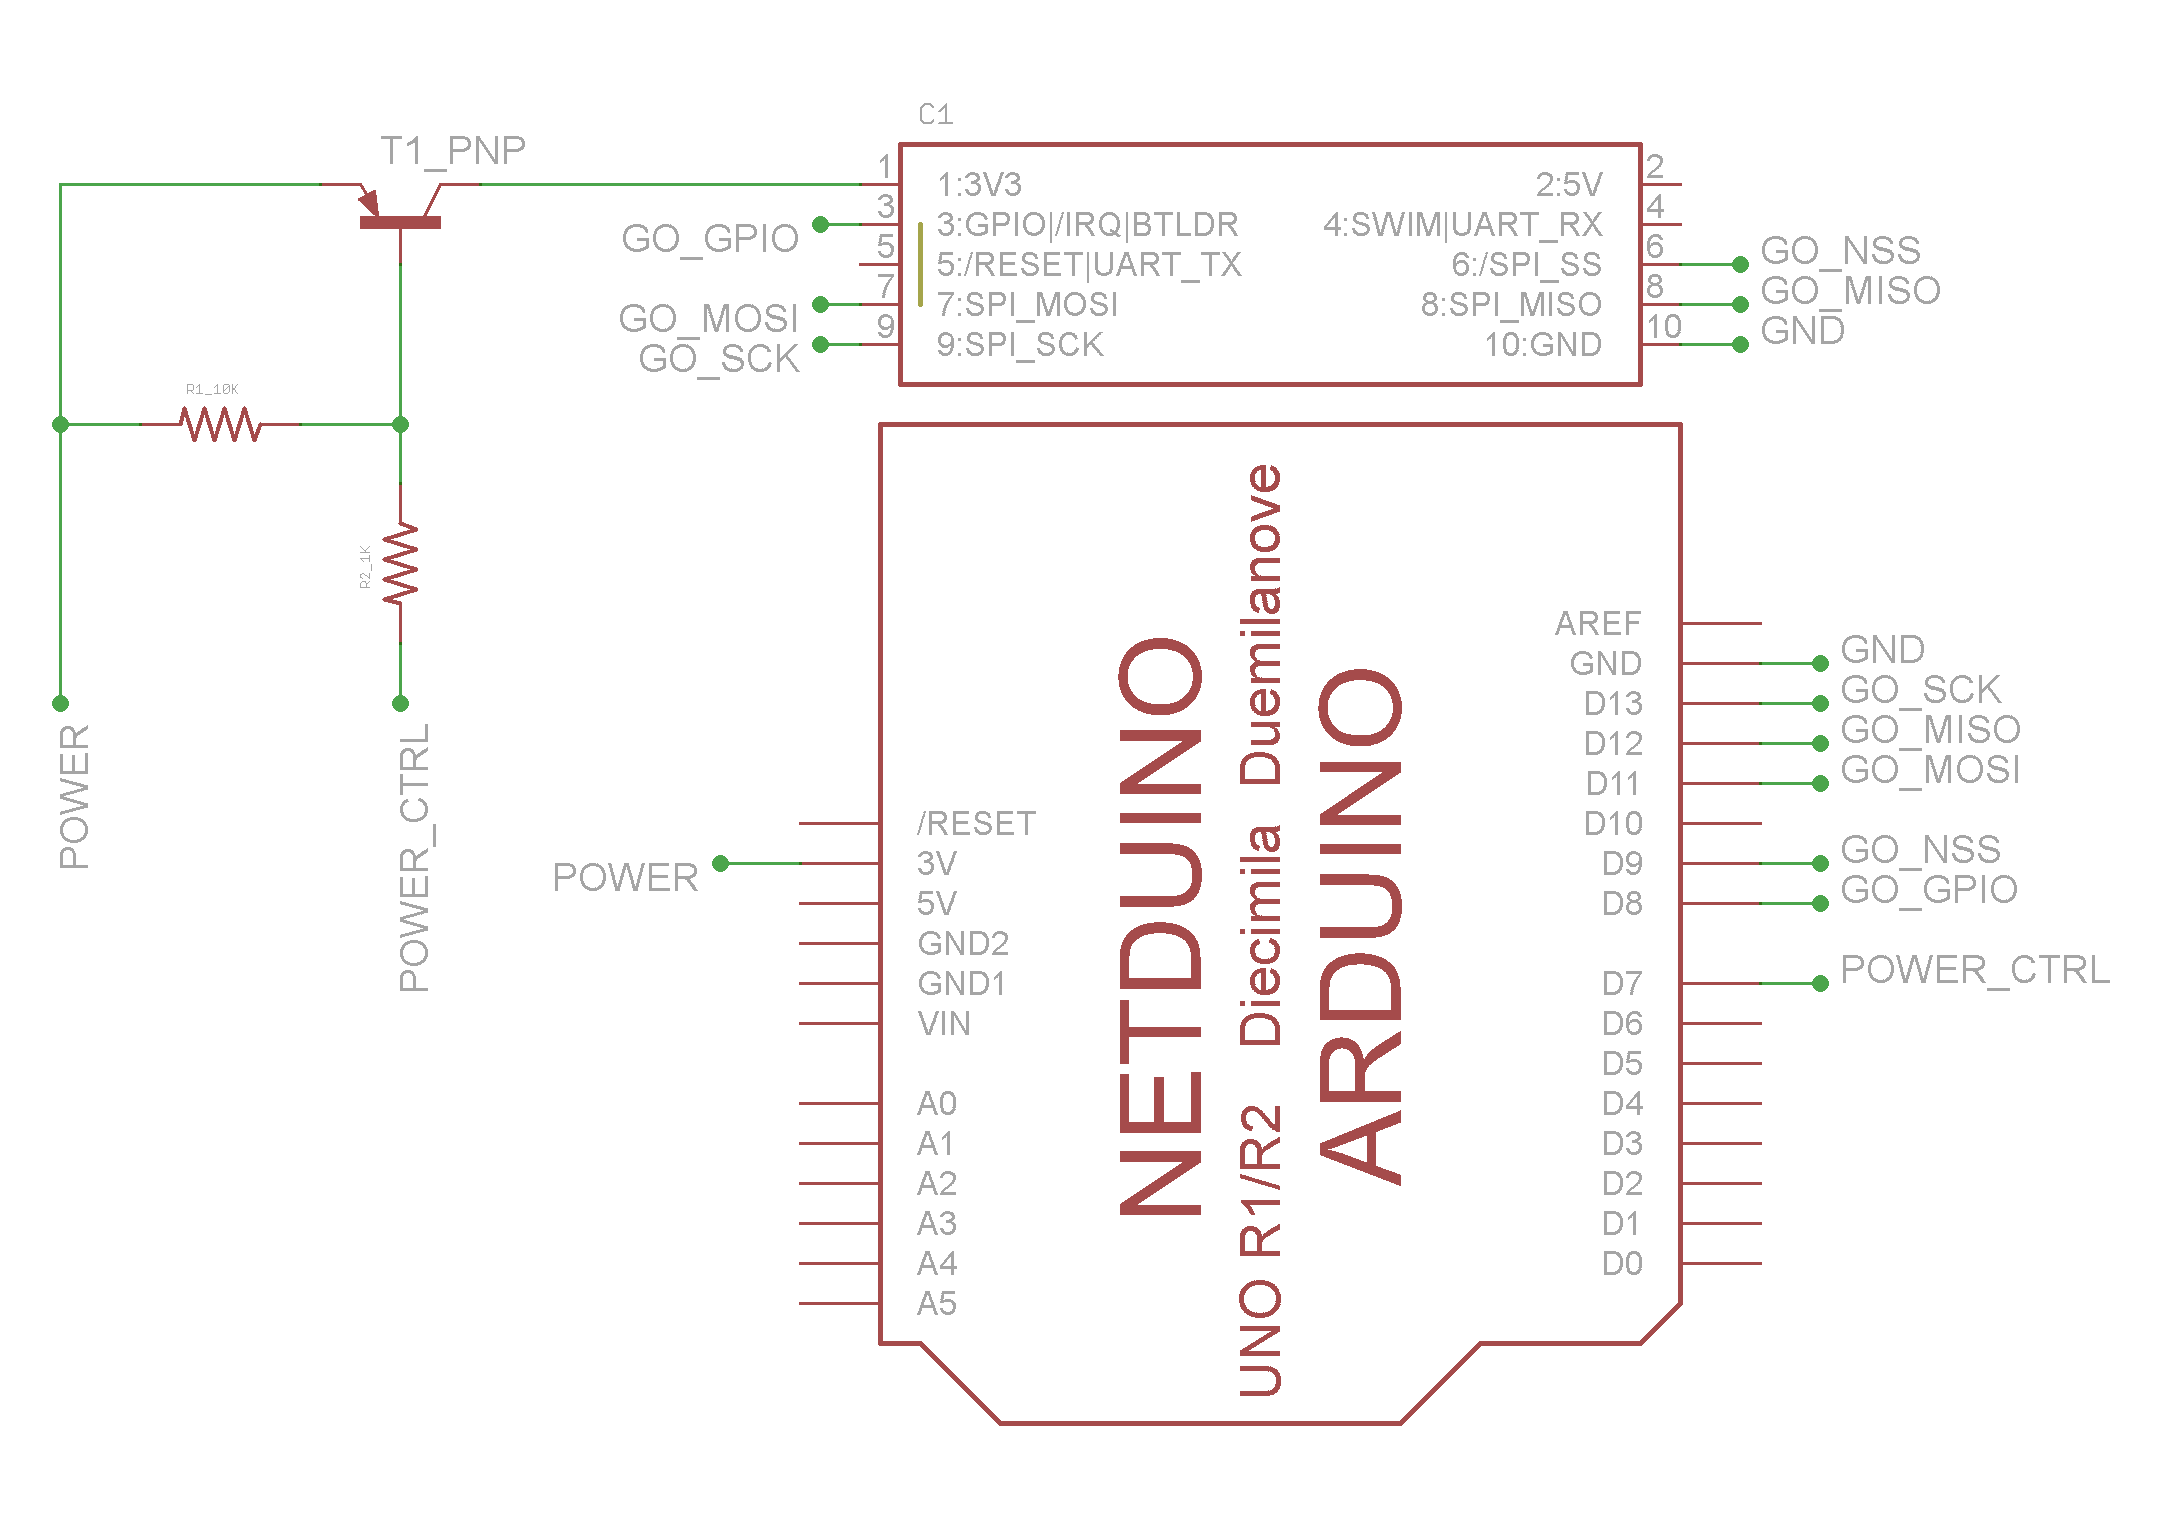 C1
T1_PNP
1
1:3V3
2:5V
2
GO_GPIO
3
3:GPIO|/IRQ|BTLDR
4:SWIM|UART_RX
4
5
5:/RESET|UART_TX
6:/SPI_SS
6
GO_NSS
GO_MOSI
7
7:SPI_MOSI
8:SPI_MISO
8
GO_MISO
GO_SCK
9
9:SPI_SCK
10:GND
10
GND
R1_10K
R2_1K
POWER
POWER_CTRL
NETDUINO
UNO R1/R2 Diecimila Duemilanove
ARDUINO
POWER
/RESET
3V
5V
GND2
GND1
VIN
A0
A1
A2
A3
A4
A5
AREF
GND
GND
D13
GO_SCK
D12
GO_MISO
D11
GO_MOSI
D10
D9
GO_NSS
D8
GO_GPIO
D7
POWER_CTRL
D6
D5
D4
D3
D2
D1
D0